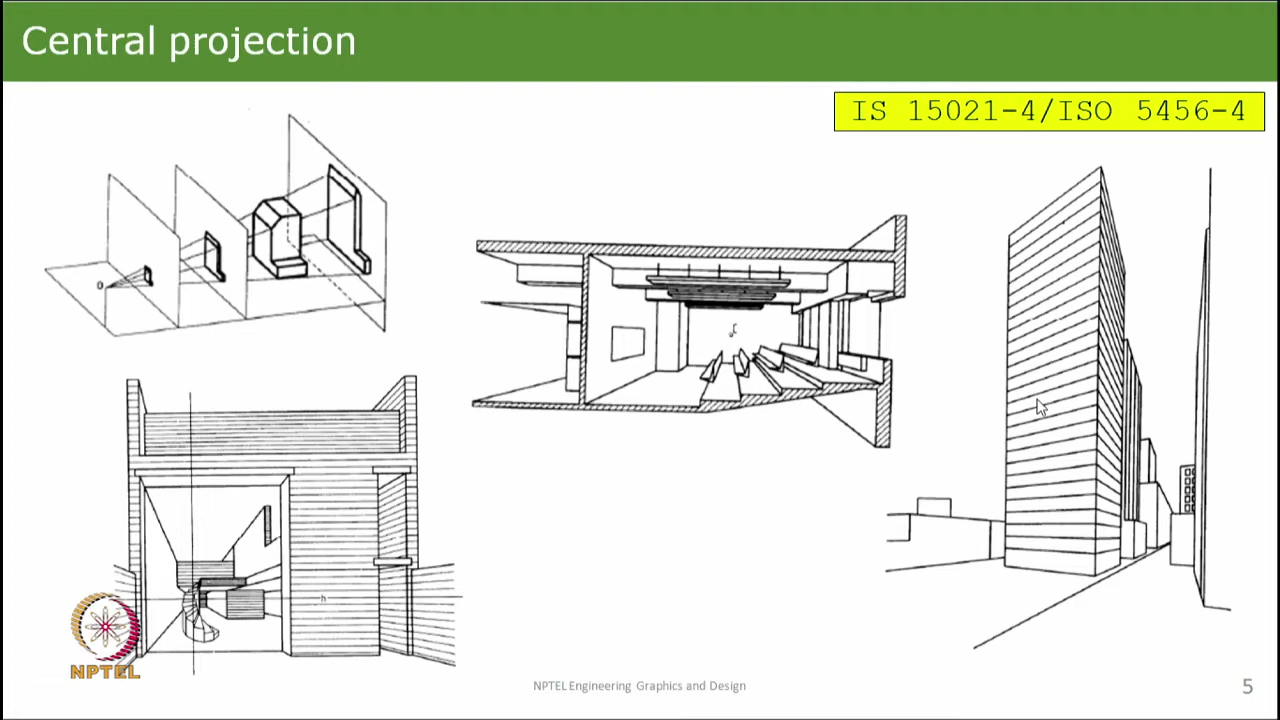 Central projection
IS 15021-4/ISO 5456-4
O
C
h
NPTEL
NPTEL Engineering Graphics and Design
5